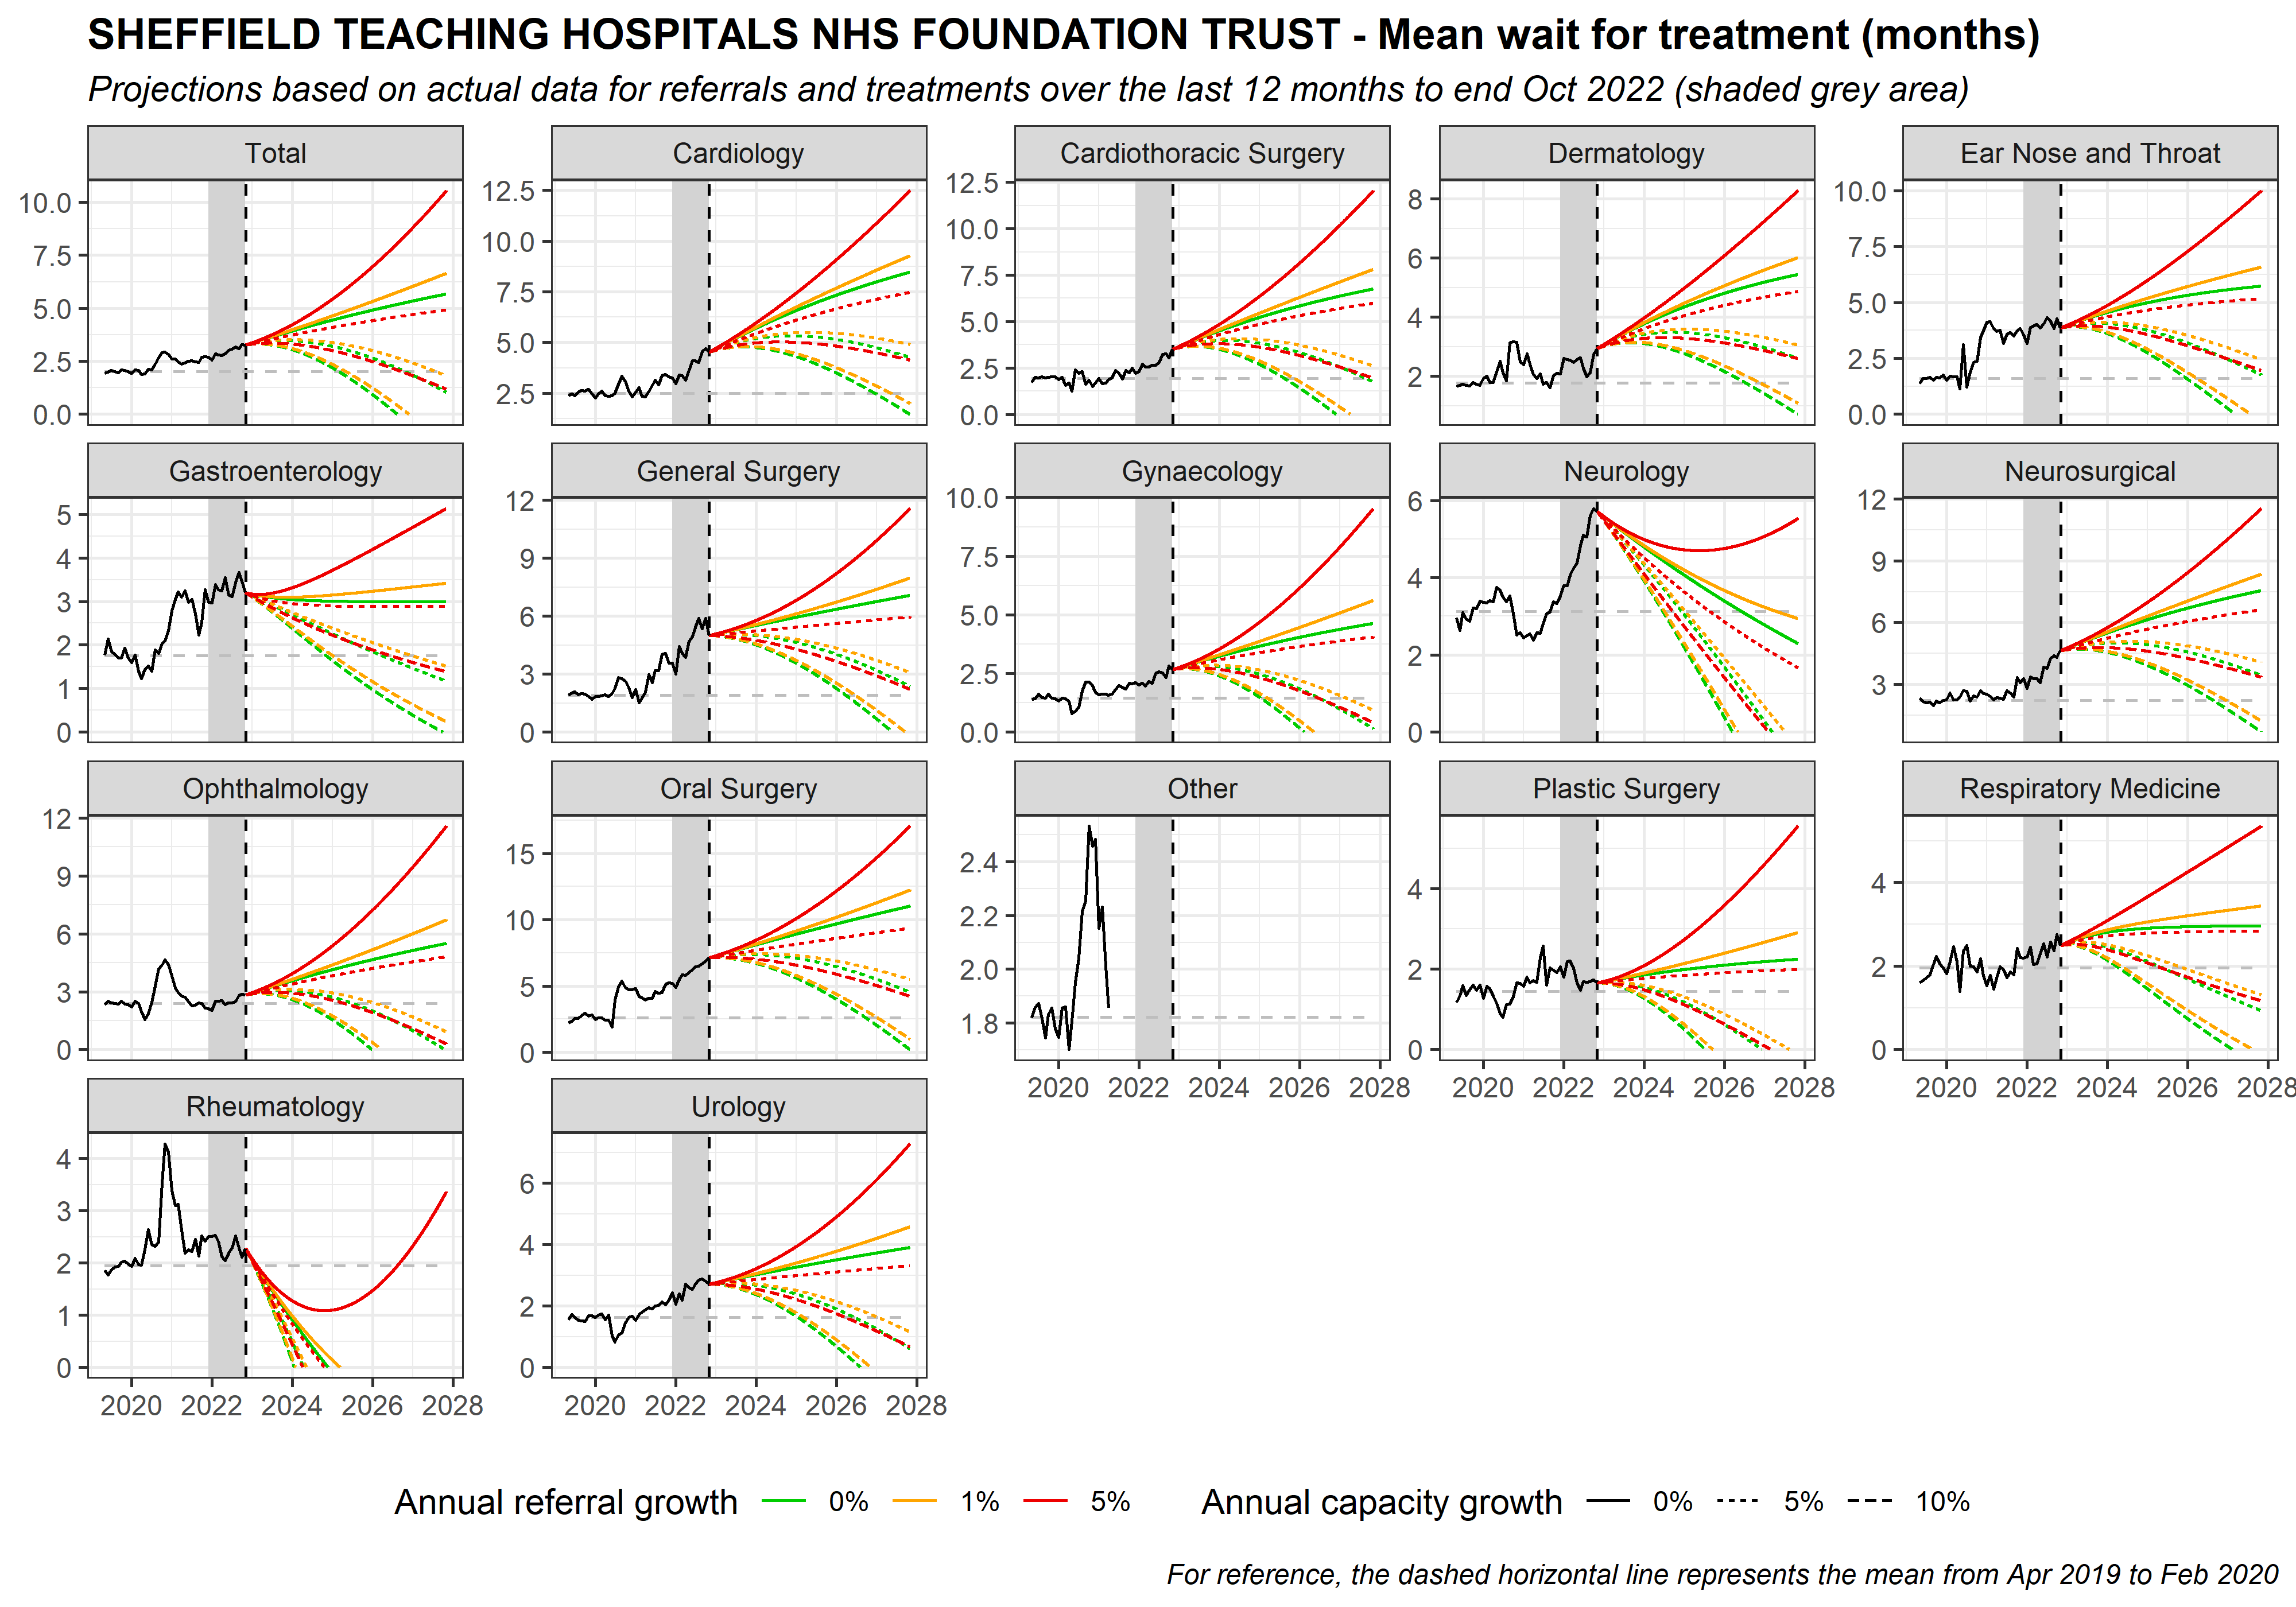 SHEFFIELD TEACHING HOSPITALS NHS FOUNDATION TRUST - Mean wait for treatment (months)
Projections based on actual data for referrals and treatments over the last 12 months to end Oct 2022 (shaded grey area)
Total
10.0
7.5
5.0
2.5
0.0
Cardiology
12.5
10.0
7.5
5.0
2.5
Cardiothoracic Surgery
12.5
10.0
7.5
5.0
2.5
0.0
Dermatology
8
6
4
2
Ear Nose and Throat
10.0
7.5
5.0
2.5
0.0
Gastroenterology
5
4
3
2
1
0
General Surgery
12
9
6
3
0
Gynaecology
10.0
7.5
5.0
2.5
0.0
Neurology
6
4
2
0
Neurosurgical
12
9
6
3
Ophthalmology
12
9
6
3
0
Oral Surgery
15
10
5
0
Other
2.4
2.2
2.0
1.8
2020 2022 2024 2026 2028
Plastic Surgery
4
2
0
2020 2022 2024 2026 2028
Respiratory Medicine
4
2
0
2020 2022 2024 2026 2028
Rheumatology
4
3
2
1
0
2020 2022 2024 2026 2028
Urology
6
4
2
0
2020 2022 2024 2026 2028
Annual referral growth 0% 1% 5% Annual capacity growth 0% 5% 10%
For reference, the dashed horizontal line represents the mean from Apr 2019 to Feb 2020